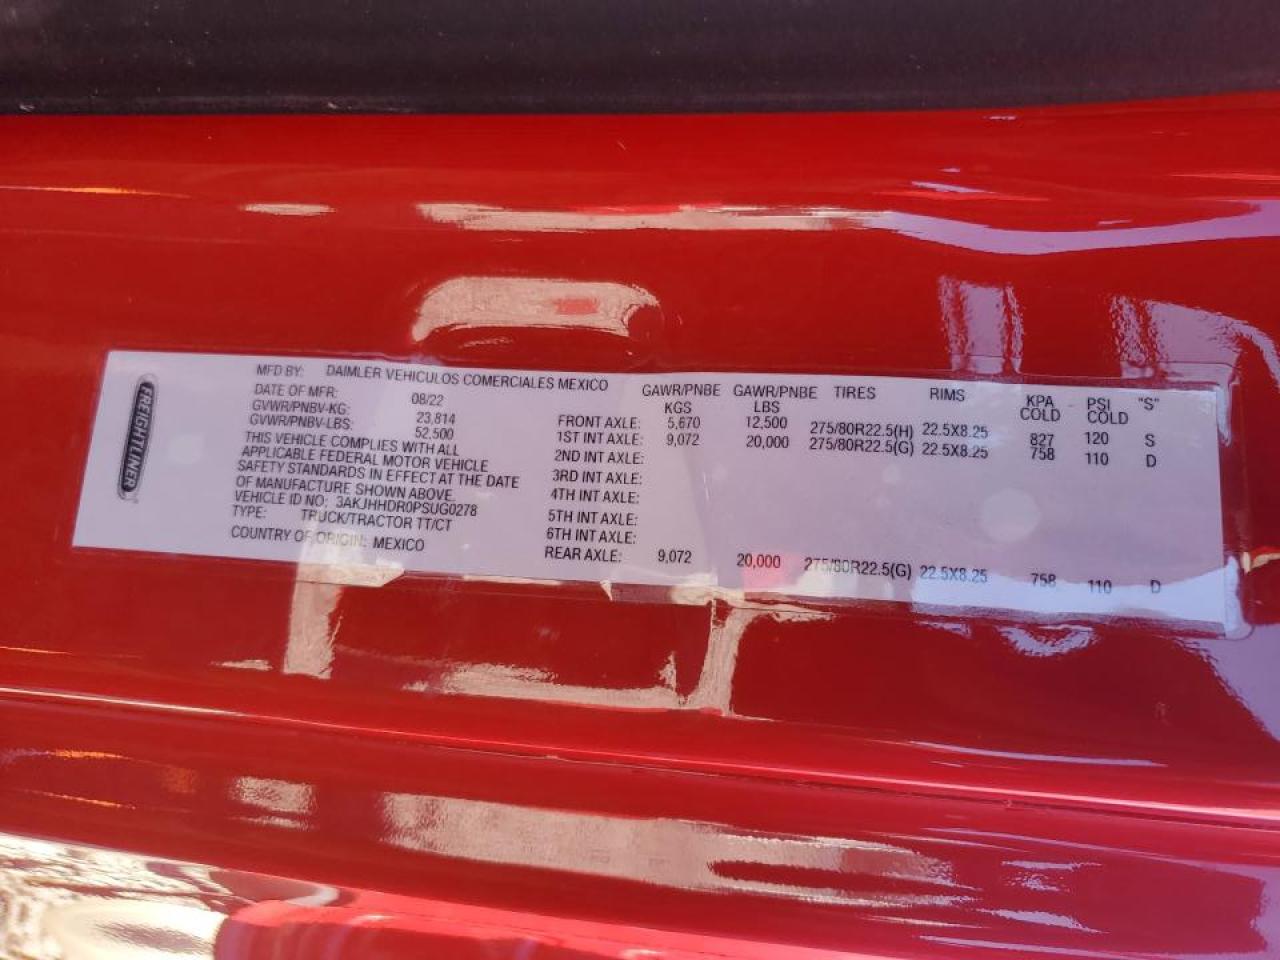 FREIGHTLINER
MFD BY: DAIMLER VEHICULOS COMERCIALES MEXICO
DATE OF MFR: 08/22
GVWR/PNBV-KG: 23,814
GVWR/PNBV-LBS: 52,500
THIS VEHICLE COMPLIES WITH ALL
APPLICABLE FEDERAL MOTOR VEHICLE
SAFETY STANDARDS IN EFFECT AT THE DATE
OF MANUFACTURE SHOWN ABOVE.
VEHICLE ID NO: 3AKJHHDR0PSUG0278
TYPE: TRUCK/TRACTOR TT/CT
COUNTRY OF ORIGIN: MEXICO
GAWR/PNBE KGS GAWR/PNBE LBS TIRES RIMS KPA COLD PSI COLD "S"
FRONT AXLE: 5,670 12,500 275/80R22.5(H) 22.5X8.25 827 120 S
1ST INT AXLE: 9,072 20,000 275/80R22.5(G) 22.5X8.25 758 110 D
2ND INT AXLE:
3RD INT AXLE:
4TH INT AXLE:
5TH INT AXLE:
6TH INT AXLE:
REAR AXLE: 9,072 20,000 275/80R22.5(G) 22.5X8.25 758 110 D